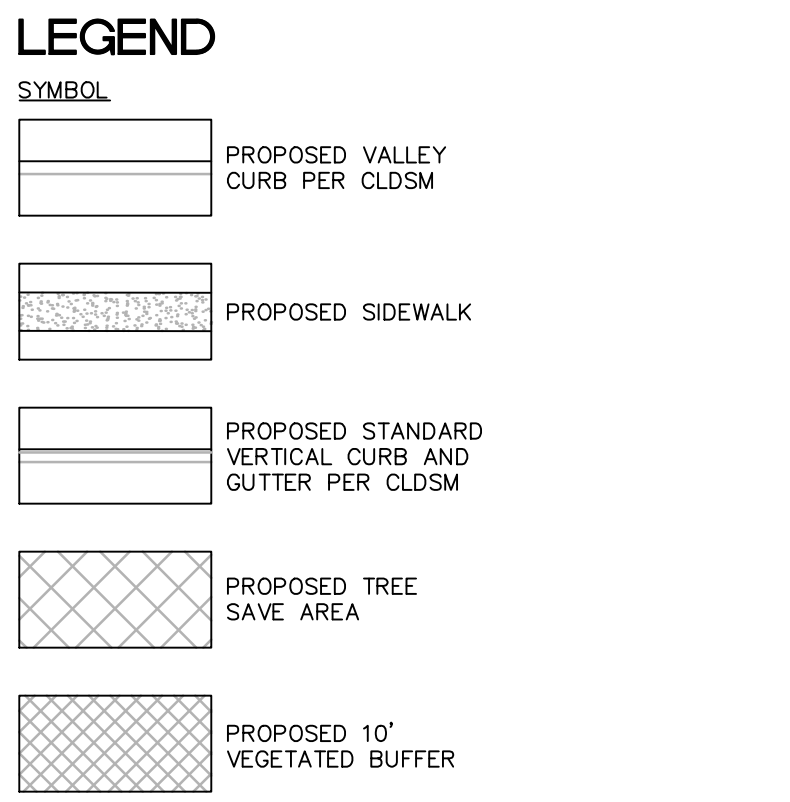 LEGEND
SYMBOL
PROPOSED VALLEY
CURB PER CLDSM
PROPOSED SIDEWALK
PROPOSED STANDARD
VERTICAL CURB AND
GUTTER PER CLDSM
PROPOSED TREE
SAVE AREA
PROPOSED 10'
VEGETATED BUFFER